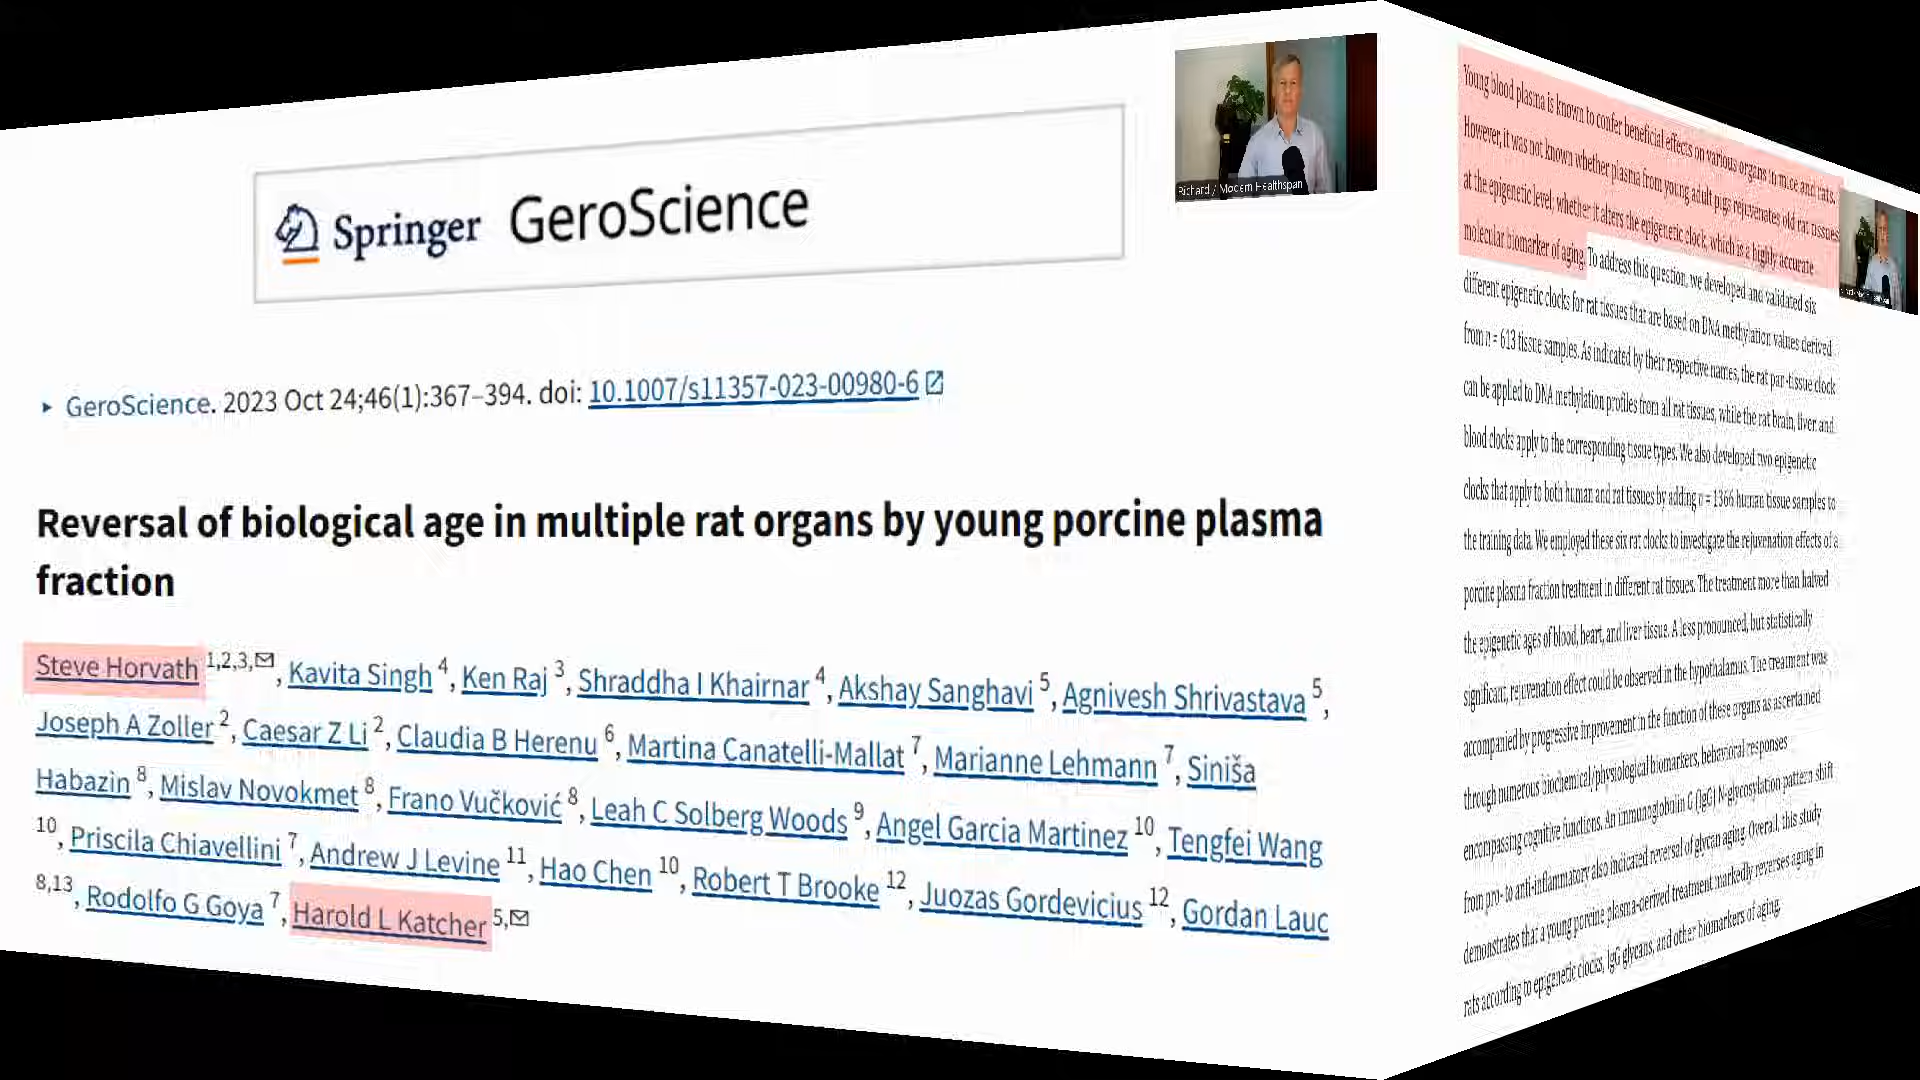 Springer GeroScience
Richard / Modern Healthspan
▸ GeroScience. 2023 Oct 24;46(1):367–394. doi: 10.1007/s11357-023-00980-6
Reversal of biological age in multiple rat organs by young porcine plasma
fraction
Steve Horvath 1,2,3,✉, Kavita Singh 4, Ken Raj 3, Shraddha I Khairnar 4, Akshay Sanghavi 5, Agnivesh Shrivastava 5,
Joseph A Zoller 2, Caesar Z Li 2, Claudia B Herenu 6, Martina Canatelli-Mallat 7, Marianne Lehmann 7, Siniša
Habazin 8, Mislav Novokmet 8, Frano Vučković 8, Leah C Solberg Woods 9, Angel Garcia Martinez 10, Tengfei Wang
10, Priscila Chiavellini 7, Andrew J Levine 11, Hao Chen 10, Robert T Brooke 12, Juozas Gordevicius 12, Gordan Lauc
8,13, Rodolfo G Goya 7, Harold L Katcher 5,✉
Young blood plasma is known to confer beneficial effects on various organs in mice and rats.
However, it was not known whether plasma from young adult pigs rejuvenates old rat tissues
at the epigenetic level; whether it alters the epigenetic clock, which is a highly accurate
molecular biomarker of aging. To address this question, we developed and validated six
different epigenetic clocks for rat tissues that are based on DNA methylation values derived
from n = 613 tissue samples. As indicated by their respective names, the rat pan-tissue clock
can be applied to DNA methylation profiles from all rat tissues, while the rat brain, liver, and
blood clocks apply to the corresponding tissue types. We also developed two epigenetic
clocks that apply to both human and rat tissues by adding n = 1366 human tissue samples to
the training data. We employed these six rat clocks to investigate the rejuvenation effects of a
porcine plasma fraction treatment in different rat tissues. The treatment more than halved
the epigenetic ages of blood, heart, and liver tissue. A less pronounced, but statistically
significant, rejuvenation effect could be observed in the hypothalamus. The treatment was
accompanied by progressive improvement in the function of these organs as ascertained
through numerous biochemical/physiological biomarkers, behavioral responses
encompassing cognitive functions. An immunoglobulin G (IgG) N-glycosylation pattern shift
from pro- to anti-inflammatory also indicated reversal of glycan aging. Overall, this study
demonstrates that a young porcine plasma-derived treatment markedly reverses aging in
rats according to epigenetic clocks, IgG glycans, and other biomarkers of aging.